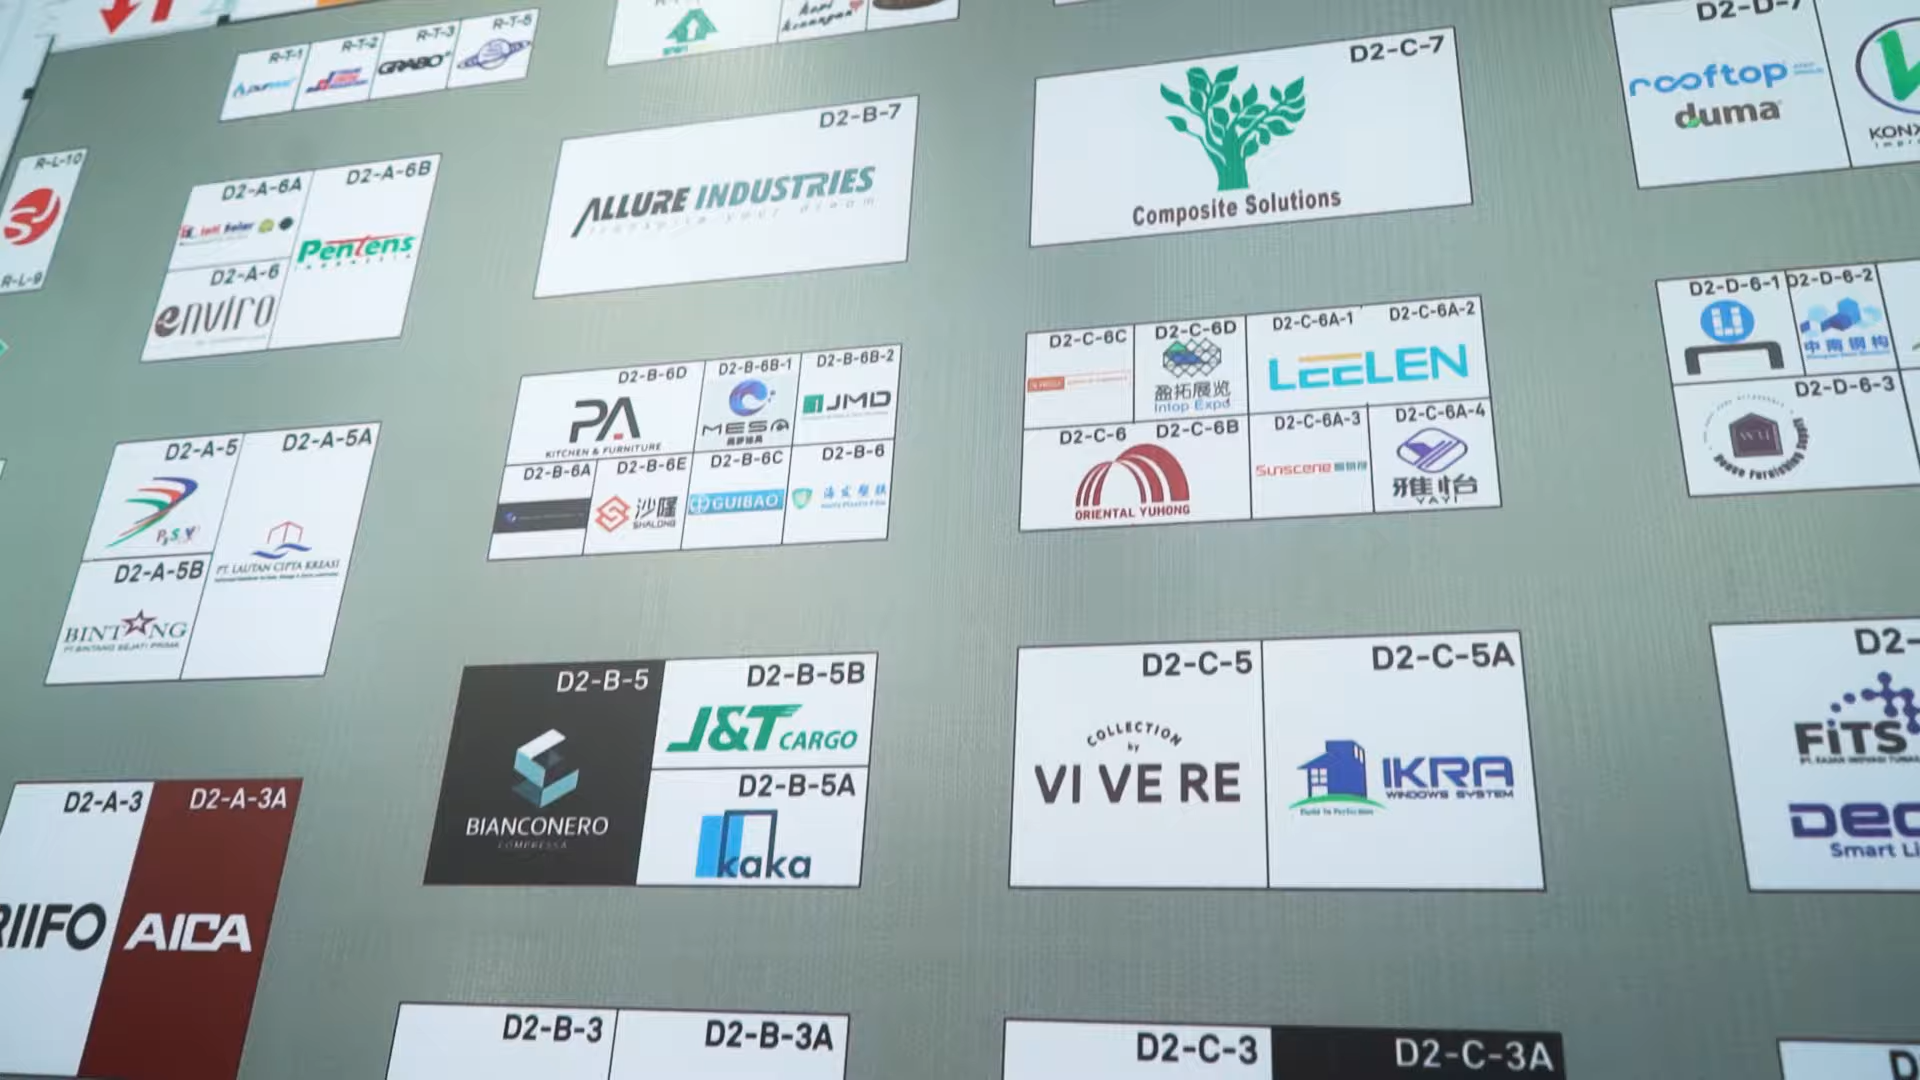 R-T-1
R-T-2
R-T-3
GRABO
R-T-5
kopi kenangan
D2-D-7
rooftop
duma
R-L-10
R-L-9
D2-A-6A
D2-A-6B
Pentens
INDONESIA
D2-A-6
enviro
D2-B-7
ALLURE INDUSTRIES
D2-C-7
Composite Solutions
D2-B-6D
PA
KITCHEN & FURNITURE
D2-B-6B-1
MESA
D2-B-6B-2
JMD
D2-B-6A
D2-B-6E
沙隆
SHALONG
D2-B-6C
GUIBAO
D2-B-6
D2-C-6C
D2-C-6D
盈拓展览
Intop Expo
D2-C-6A-1
D2-C-6A-2
LEELEN
D2-C-6
D2-C-6B
ORIENTAL YUHONG
D2-C-6A-3
Sunscene
D2-C-6A-4
雅怡
YAYI
D2-D-6-1
D2-D-6-2
中南钢构
D2-D-6-3
D2-A-5
D2-A-5A
PT. LAUTAN CIPTA KREASI
D2-A-5B
BINTANG
PT BINTANG SEJATI PRIMA
D2-B-5
BIANCONERO
COMPRESSA
D2-B-5B
J&T CARGO
D2-B-5A
kaka
D2-C-5
COLLECTION
by
VIVERE
D2-C-5A
IKRA
WINDOWS SYSTEM
D2-
FiTS
DEC
Smart Li
D2-A-3
RIIFO
D2-A-3A
AICA
D2-B-3
D2-B-3A
D2-C-3
D2-C-3A
D